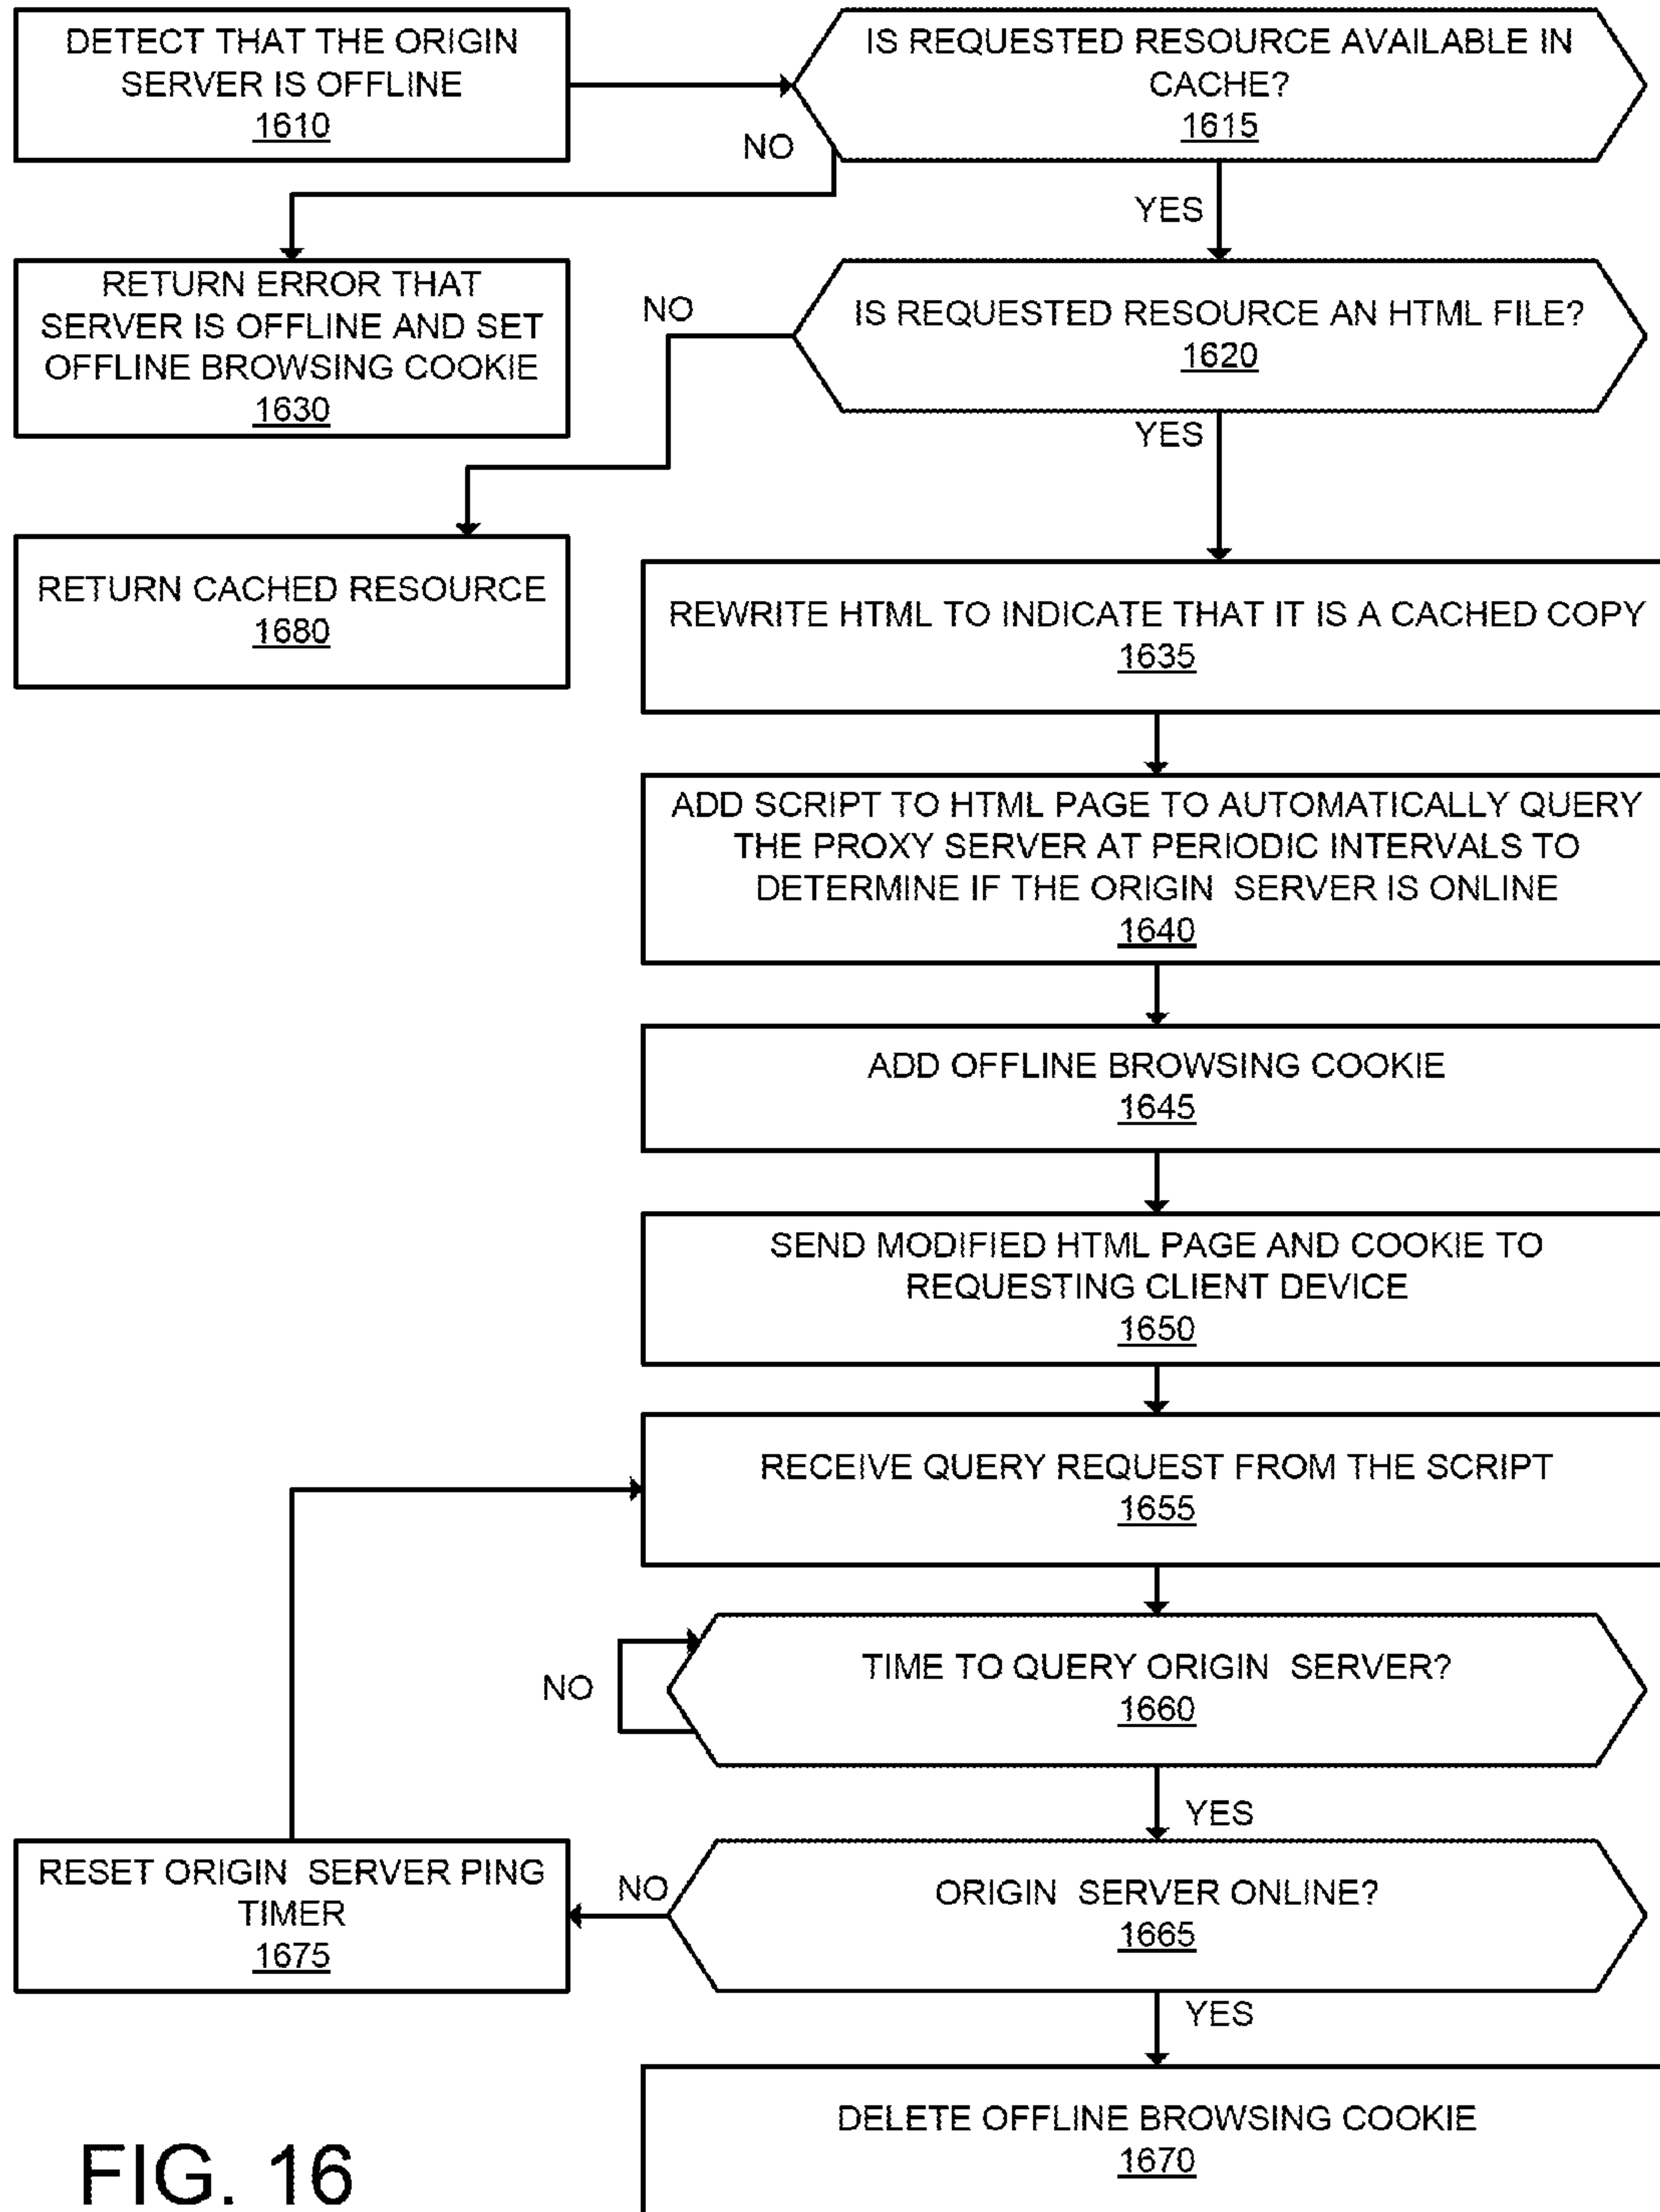 DETECT THAT THE ORIGIN
SERVER IS OFFLINE
1610
IS REQUESTED RESOURCE AVAILABLE IN
CACHE?
1615
NO
YES
RETURN ERROR THAT
SERVER IS OFFLINE AND SET
OFFLINE BROWSING COOKIE
1630
NO
IS REQUESTED RESOURCE AN HTML FILE?
1620
YES
RETURN CACHED RESOURCE
1680
REWRITE HTML TO INDICATE THAT IT IS A CACHED COPY
1635
ADD SCRIPT TO HTML PAGE TO AUTOMATICALLY QUERY
THE PROXY SERVER AT PERIODIC INTERVALS TO
DETERMINE IF THE ORIGIN SERVER IS ONLINE
1640
ADD OFFLINE BROWSING COOKIE
1645
SEND MODIFIED HTML PAGE AND COOKIE TO
REQUESTING CLIENT DEVICE
1650
RECEIVE QUERY REQUEST FROM THE SCRIPT
1655
NO
TIME TO QUERY ORIGIN SERVER?
1660
YES
RESET ORIGIN SERVER PING
TIMER
1675
NO
ORIGIN SERVER ONLINE?
1665
YES
DELETE OFFLINE BROWSING COOKIE
1670
FIG. 16